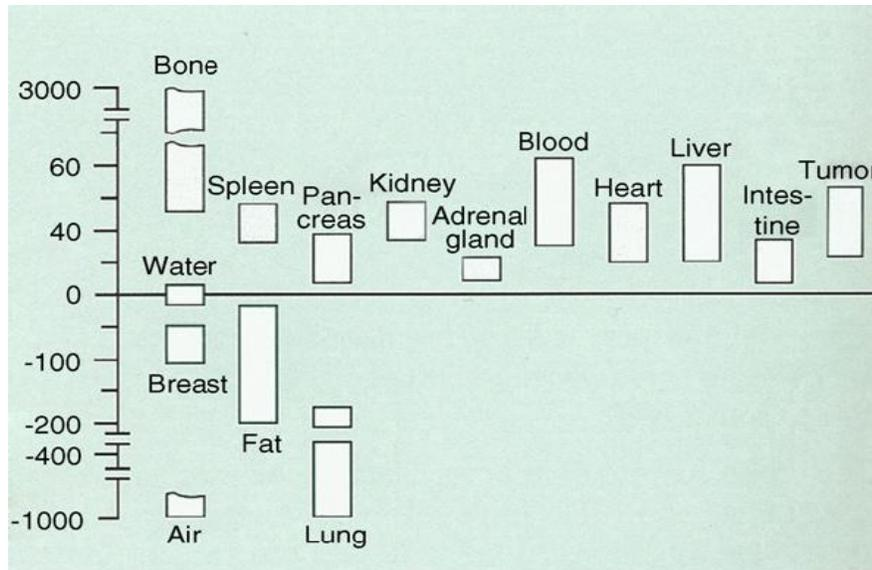 Bone
3000
Blood
Liver
60
Spleen
Pan-
creas
Kidney
Adrenal
gland
Heart
Intes-
tine
Tumor
40
Water
0
-100
Breast
-200
Fat
-400
-1000
Air
Lung